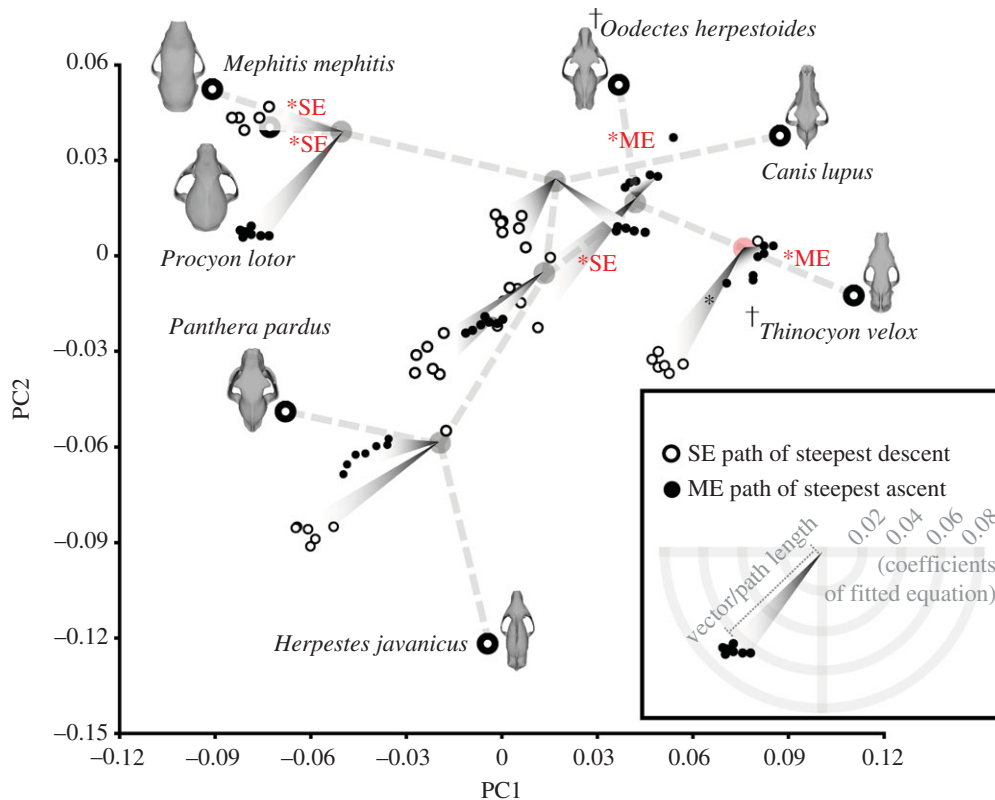 †Oodectes herpestoides
0.06
Mephitis mephitis
*SE
*SE
*ME
Canis lupus
0.03
Procyon lotor
0
*SE
*ME
*
†Thinocyon velox
Panthera pardus
–0.03
PC2
–0.06
SE path of steepest descent
ME path of steepest ascent
0.02 0.04 0.06 0.08
(coefficients
of fitted equation)
vector/path length
–0.09
–0.12
Herpestes javanicus
–0.15
–0.12 –0.09 –0.06 –0.03 0 0.03 0.06 0.09 0.12
PC1